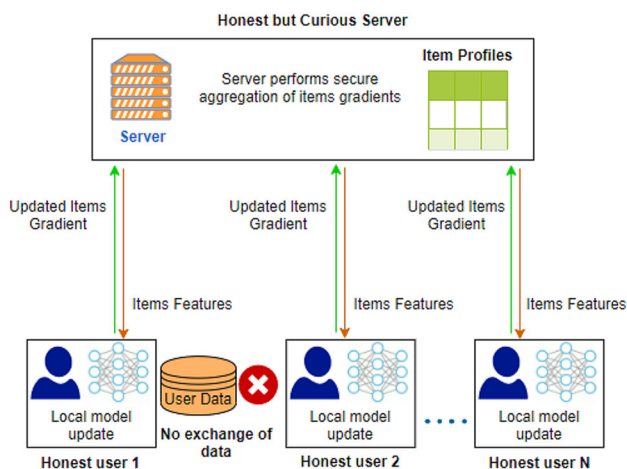 Honest but Curious Server
Item Profiles
Server performs secure
aggregation of items gradients
Server
Updated Items
Gradient
Updated Items
Gradient
Updated Items
Gradient
Items Features
Items Features
Items Features
User Data
Local model
update
Local model
update
Local model
update
No exchange of
data
Honest user 1
Honest user 2
Honest user N